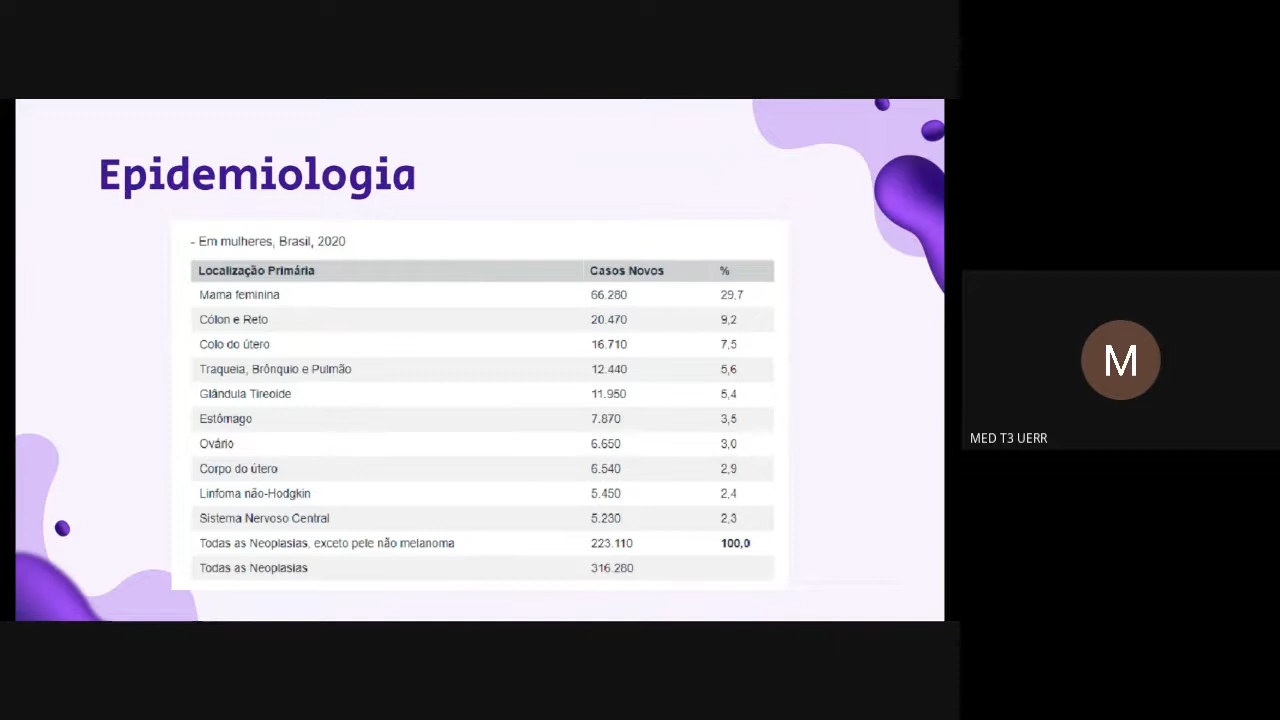 Epidemiologia
- Em mulheres, Brasil, 2020
Localização Primária Casos Novos %
Mama feminina 66.280 29,7
Cólon e Reto 20.470 9,2
Colo do útero 16.710 7,5
Traqueia, Brônquio e Pulmão 12.440 5,6
Glândula Tireoide 11.950 5,4
Estômago 7.870 3,5
Ovário 6.650 3,0
Corpo do útero 6.540 2,9
Linfoma não-Hodgkin 5.450 2,4
Sistema Nervoso Central 5.230 2,3
Todas as Neoplasias, exceto pele não melanoma 223.110 100,0
Todas as Neoplasias 316.280
M
MED T3 UERR